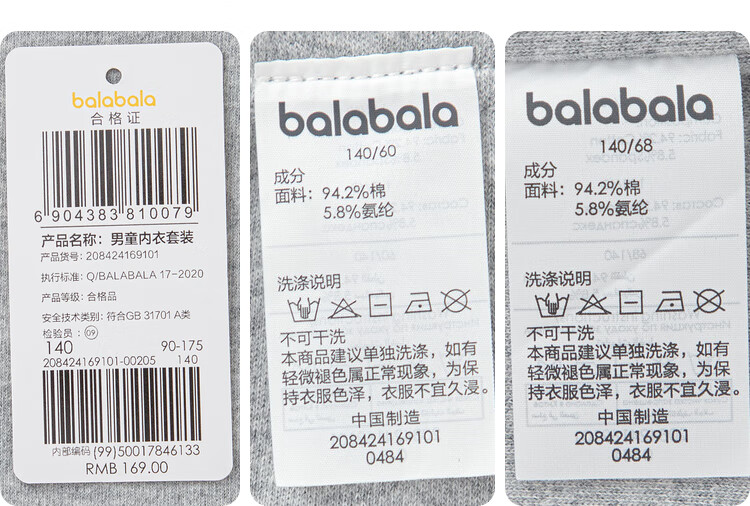 balabala
合格证
6 904383 810079
产品名称：男童内衣套装
产品货号：208424169101
执行标准：Q/BALABALA 17-2020
产品等级：合格品
安全技术类别：符合GB 31701 A类
检验员：09
140 90-175
208424169101-00205 140
内部编码 (99)50017846133
RMB 169.00
balabala
140/60
成分
面料：94.2%棉
5.8%氨纶
洗涤说明
不可干洗
本商品建议单独洗涤，如有
轻微褪色属正常现象，为保
持衣服色泽，衣服不宜久浸。
中国制造
208424169101
0484
balabala
140/68
成分
面料：94.2%棉
5.8%氨纶
洗涤说明
不可干洗
本商品建议单独洗涤，如有
轻微褪色属正常现象，为保
持衣服色泽，衣服不宜久浸。
中国制造
208424169101
0484